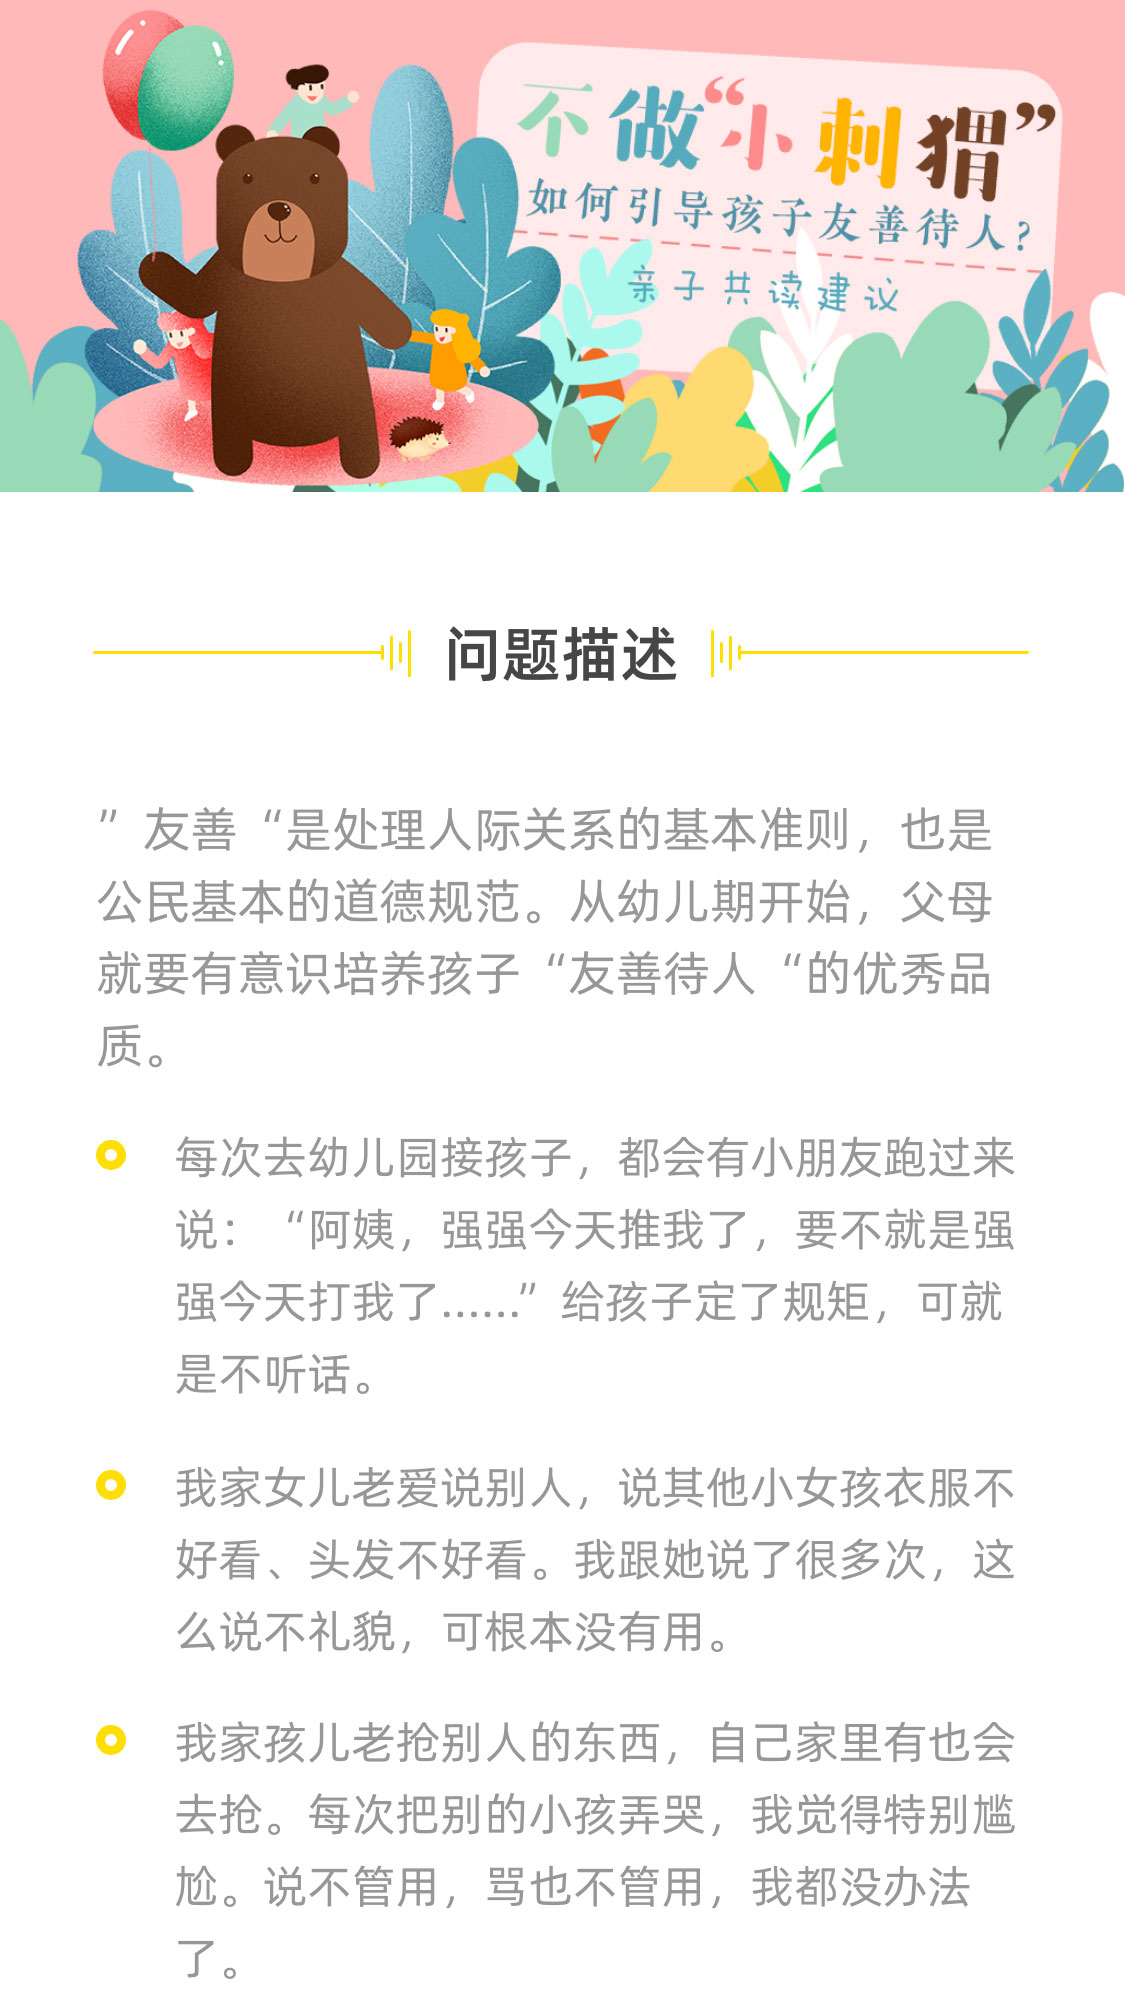 不做“小刺猬”
如何引导孩子友善待人?
亲子共读建议
问题描述
”友善“是处理人际关系的基本准则，也是
公民基本的道德规范。从幼儿期开始，父母
就要有意识培养孩子“友善待人“的优秀品
质。
每次去幼儿园接孩子，都会有小朋友跑过来
说：“阿姨，强强今天推我了，要不就是强
强今天打我了......”给孩子定了规矩，可就
是不听话。
我家女儿老爱说别人，说其他小女孩衣服不
好看、头发不好看。我跟她说了很多次，这
么说不礼貌，可根本没有用。
我家孩儿老抢别人的东西，自己家里有也会
去抢。每次把别的小孩弄哭，我觉得特别尴
尬。说不管用，骂也不管用，我都没办法
了。